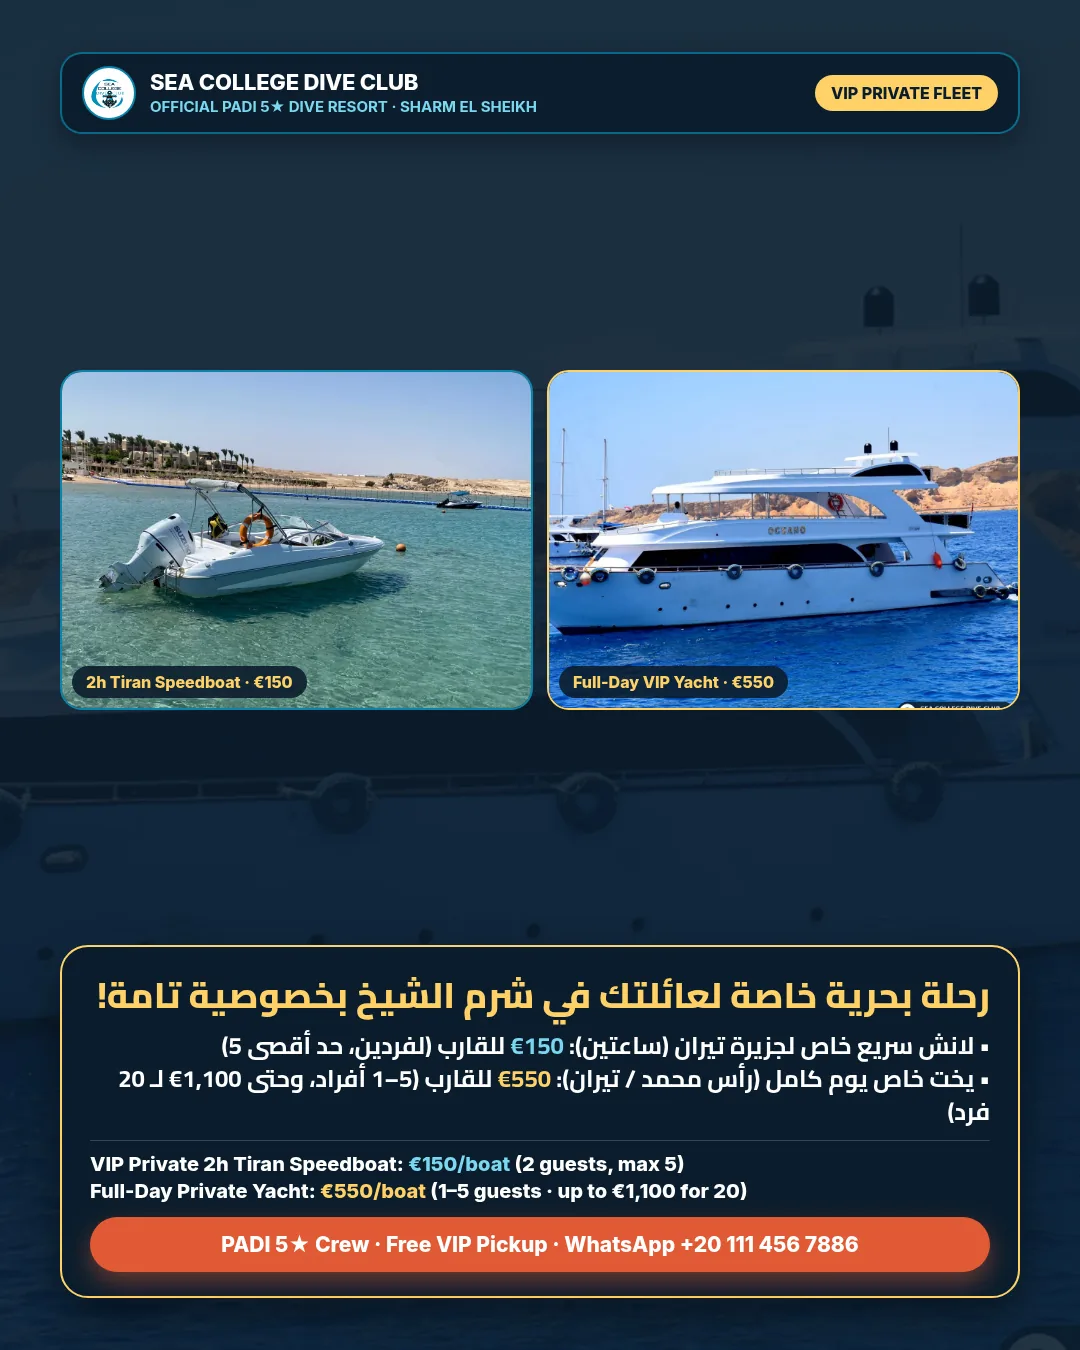 SEA COLLEGE DIVE CLUB
OFFICIAL PADI 5★ DIVE RESORT · SHARM EL SHEIKH
VIP PRIVATE FLEET
OCEANO
2h Tiran Speedboat · €150
Full-Day VIP Yacht · €550
SEA COLLEGE DIVE CLUB
رحلة بحرية خاصة لعائلتك في شرم الشيخ بخصوصية تامة!
▪ لانش سريع خاص لجزيرة تيران (ساعتين): €150 للقارب (لفردين، حد أقصى 5)
▪ يخت خاص يوم كامل (رأس محمد / تيران): €550 للقارب (1–5 أفراد، وحتى €1,100 لـ 20
فرد)
VIP Private 2h Tiran Speedboat: €150/boat (2 guests, max 5)
Full-Day Private Yacht: €550/boat (1–5 guests · up to €1,100 for 20)
PADI 5★ Crew · Free VIP Pickup · WhatsApp +20 111 456 7886